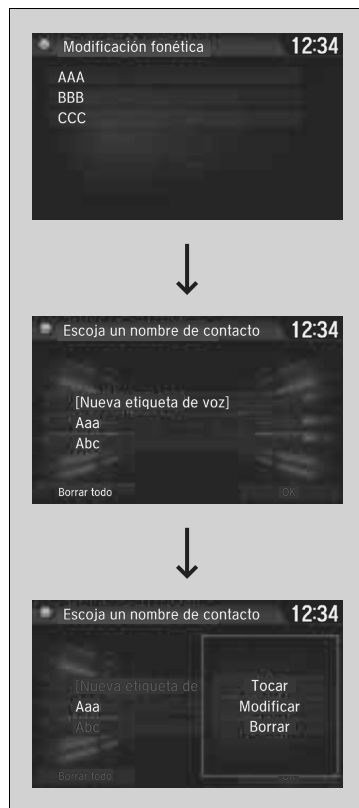 Modificación fonética 12:34
AAA
BBB
CCC
Escoja un nombre de contacto 12:34
[Nueva etiqueta de voz]
Aaa
Abc
Borrar todo OK
Escoja un nombre de contacto 12:34
[Nueva etiqueta de
Aaa
Abc
Tocar
Modificar
Borrar
Borrar todo OK